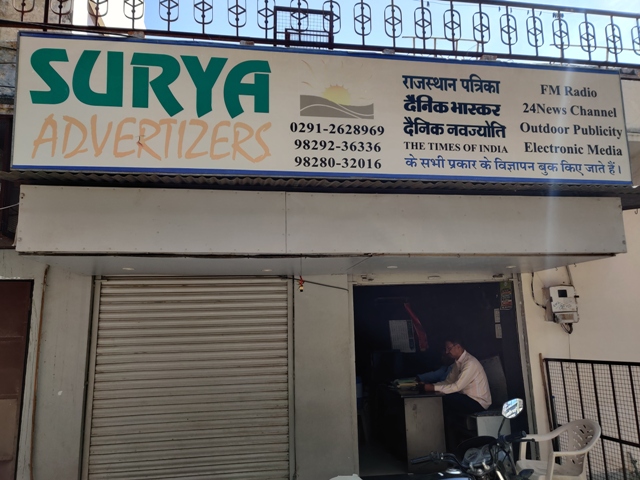 SURYA
ADVERTIZERS
0291-2628969
98292-36336
98280-32016
राजस्थान पत्रिका
दैनिक भास्कर
दैनिक नवज्योति
THE TIMES OF INDIA
FM Radio
24News Channel
Outdoor Publicity
Electronic Media
के सभी प्रकार के विज्ञापन बुक किए जाते हैं।